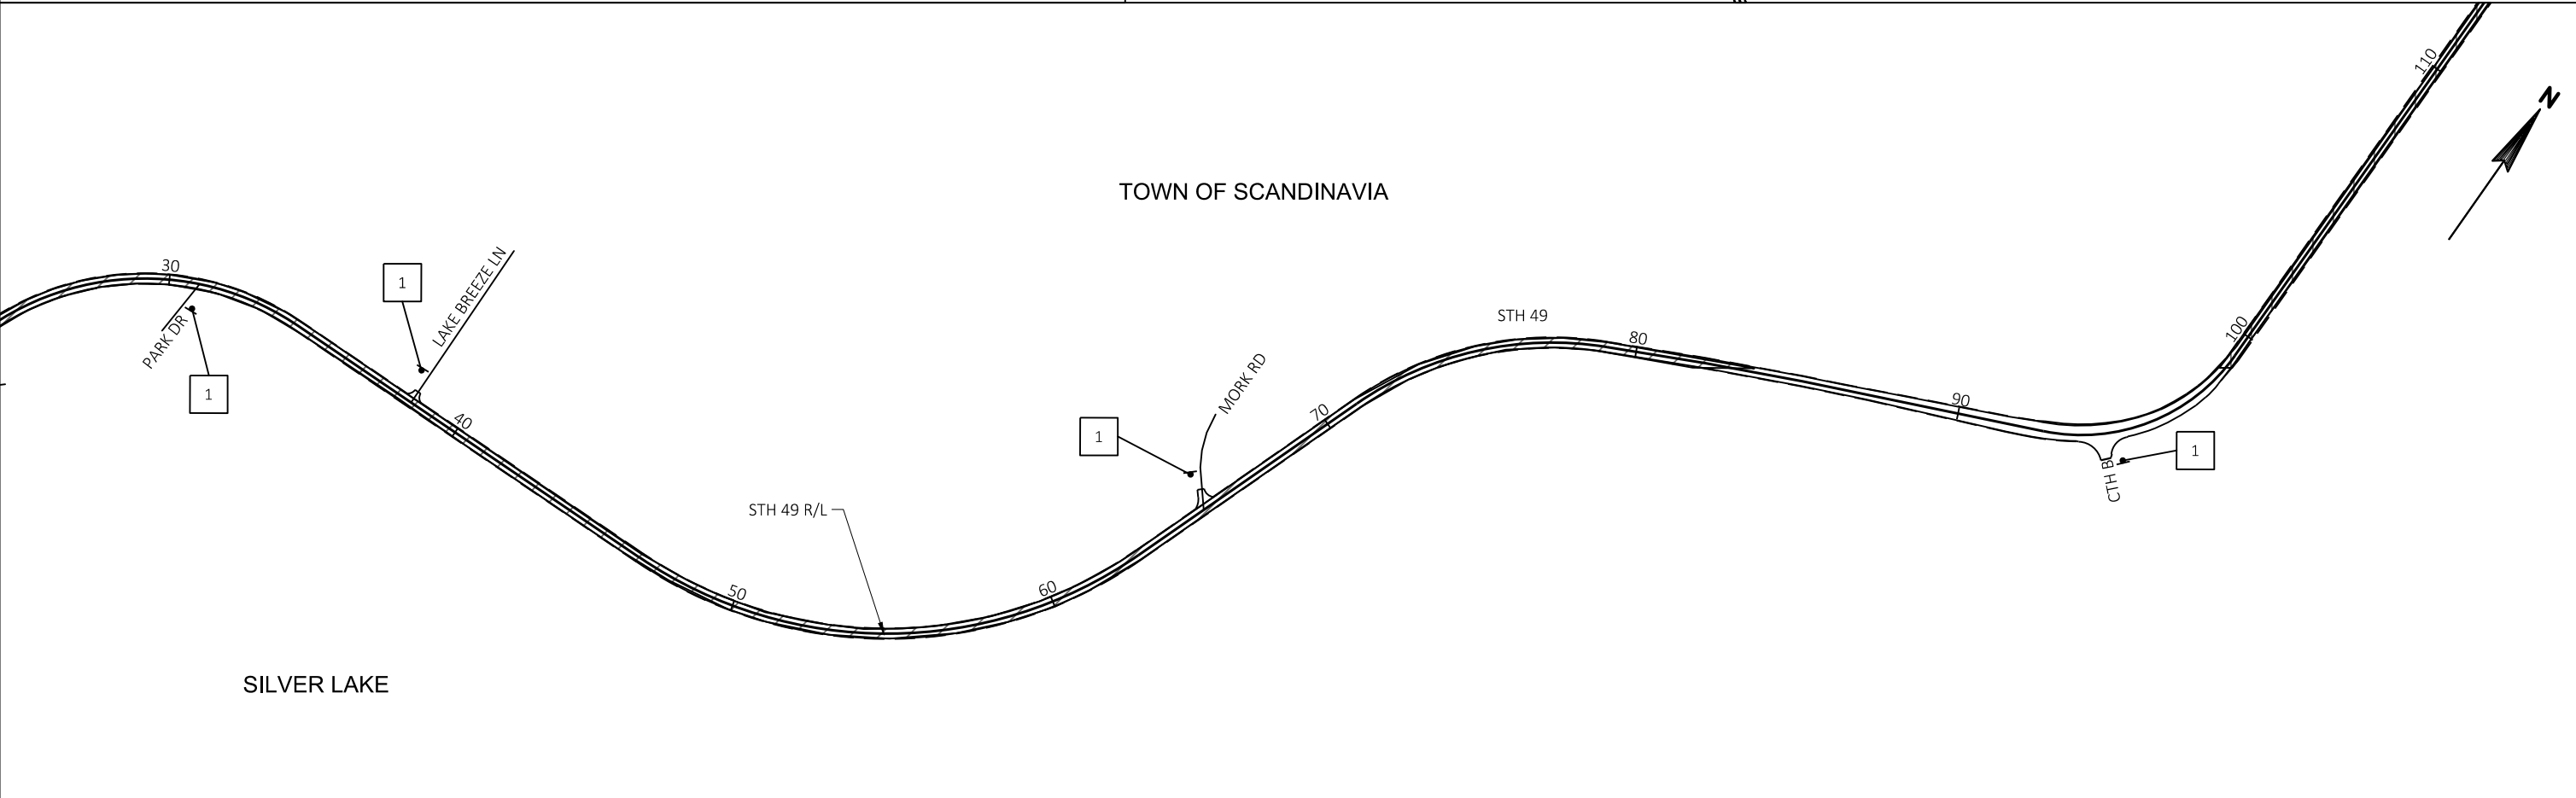 110
N
TOWN OF SCANDINAVIA
30
1
LAKE BREEZE LN
PARK DR
1
40
STH 49
80
100
MORK RD
70
90
1
1
CTH B
STH 49 R/L
50
60
SILVER LAKE